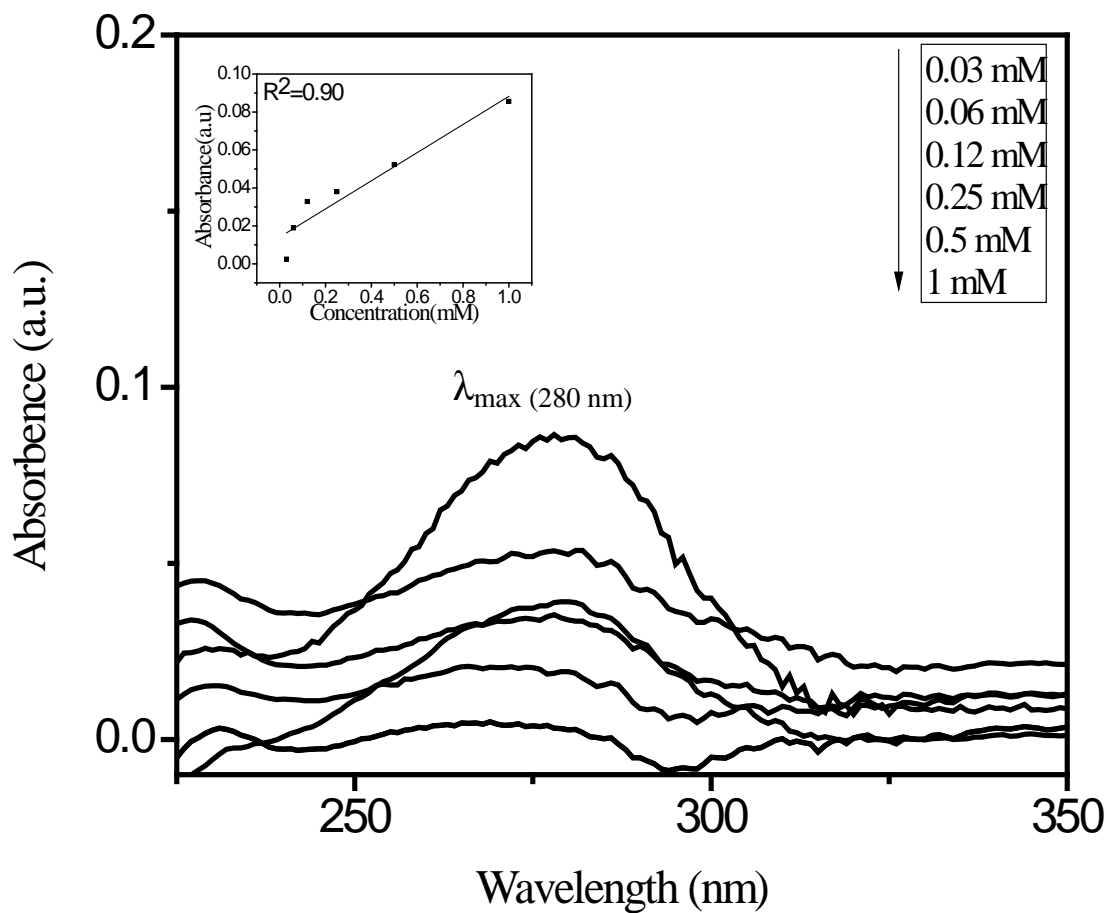 0.2
0.1
0.0
Absorbence (a.u.)
250
300
350
Wavelength (nm)
λmax (280 nm)
0.03 mM
0.06 mM
0.12 mM
0.25 mM
0.5 mM
1 mM
R2=0.90
0.10
0.08
0.06
0.04
0.02
0.00
Absorbance(a.u)
0.0 0.2 0.4 0.6 0.8 1.0
Concentration(mM)